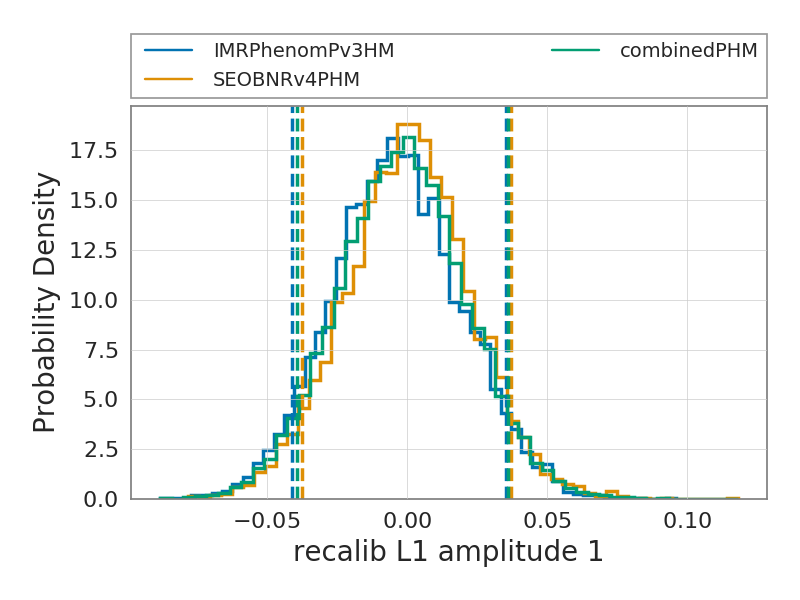 IMRPhenomPv3HM
SEOBNRv4PHM
combinedPHM
17.5
15.0
12.5
10.0
7.5
5.0
2.5
0.0
Probability Density
−0.05 0.00 0.05 0.10
recalib L1 amplitude 1